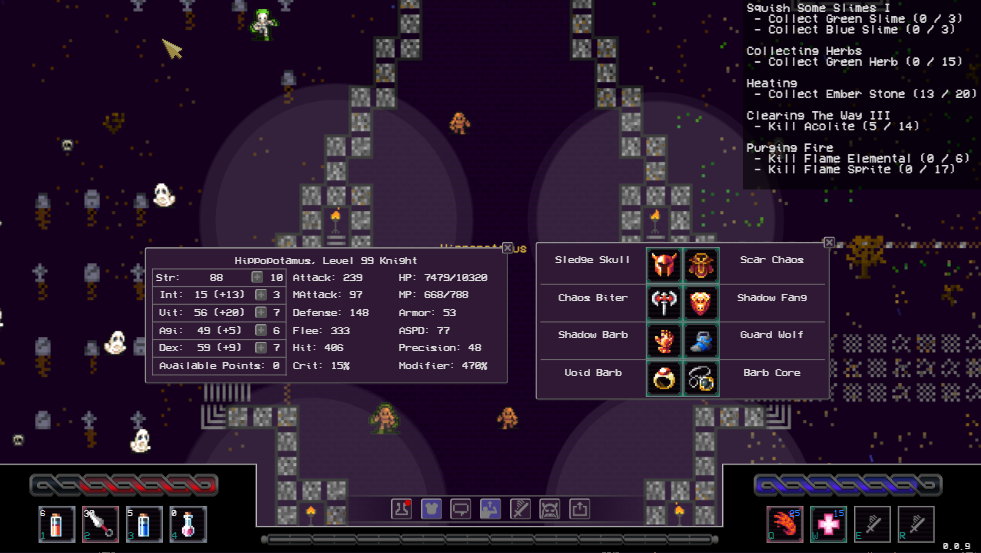 Squish Some Slimes I
- Collect Green Slime (0 / 3)
- Collect Blue Slime (0 / 3)
Collecting Herbs
- Collect Green Herb (0 / 15)
Heating
- Collect Ember Stone (13 / 20)
Clearing The Way III
- Kill Acolite (5 / 14)
Purging Fire
- Kill Flame Elemental (0 / 6)
- Kill Flame Sprite (0 / 17)
Hippopotamus
Hippopotamus, Level 99 Knight
Str: 88 10 Attack: 239 HP: 7479/10320
Int: 15 (+13) 3 MAttack: 97 MP: 668/788
Vit: 56 (+20) 7 Defense: 148 Armor: 53
Agi: 49 (+5) 6 Flee: 333 ASPD: 77
Dex: 59 (+9) 7 Hit: 406 Precision: 48
Available Points: 0 Crit: 15% Modifier: 470%
Sledge Skull Scar Chaos
Chaos Biter Shadow Fang
Shadow Barb Guard Wolf
Void Barb Barb Core
6 30 5 0 25 15
1 2 3 4 Q W E R
0.0.9